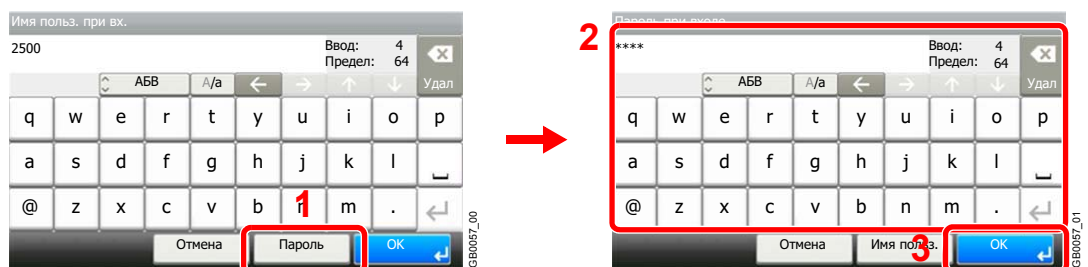 Имя польз. при вх.
2500
Ввод: 4
Предел: 64
АБВ A/a Удал
q w e r t y u i o p
a s d f g h j k l
@ z x c v b n m .
1
Отмена Пароль OK
GB0057_00
2
Пароль при входе
****
Ввод: 4
Предел: 64
АБВ A/a Удал
q w e r t y u i o p
a s d f g h j k l
@ z x c v b n m .
3
Отмена Имя польз. OK
GB0057_01